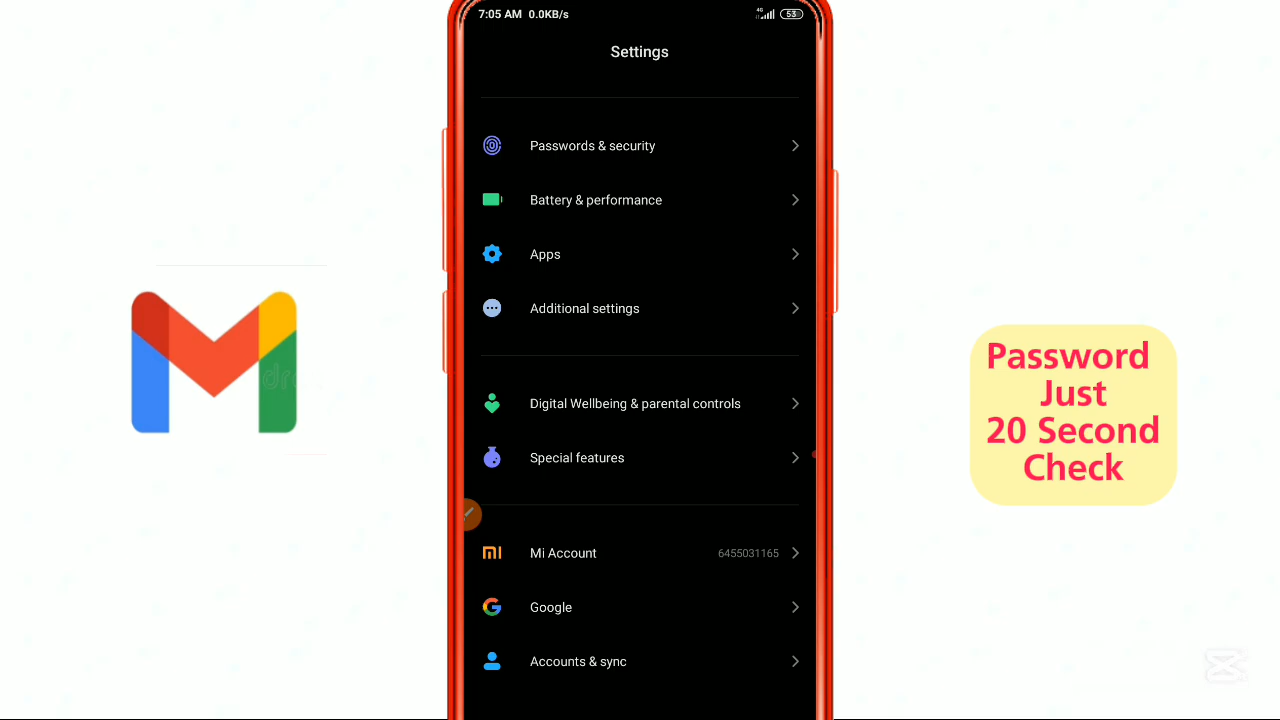 7:05 AM 0.0KB/s 4G 53
Settings
Passwords & security
Battery & performance
Apps
Additional settings
Digital Wellbeing & parental controls
Special features
Mi Account 6455031165
Google
Accounts & sync
Password
Just
20 Second
Check